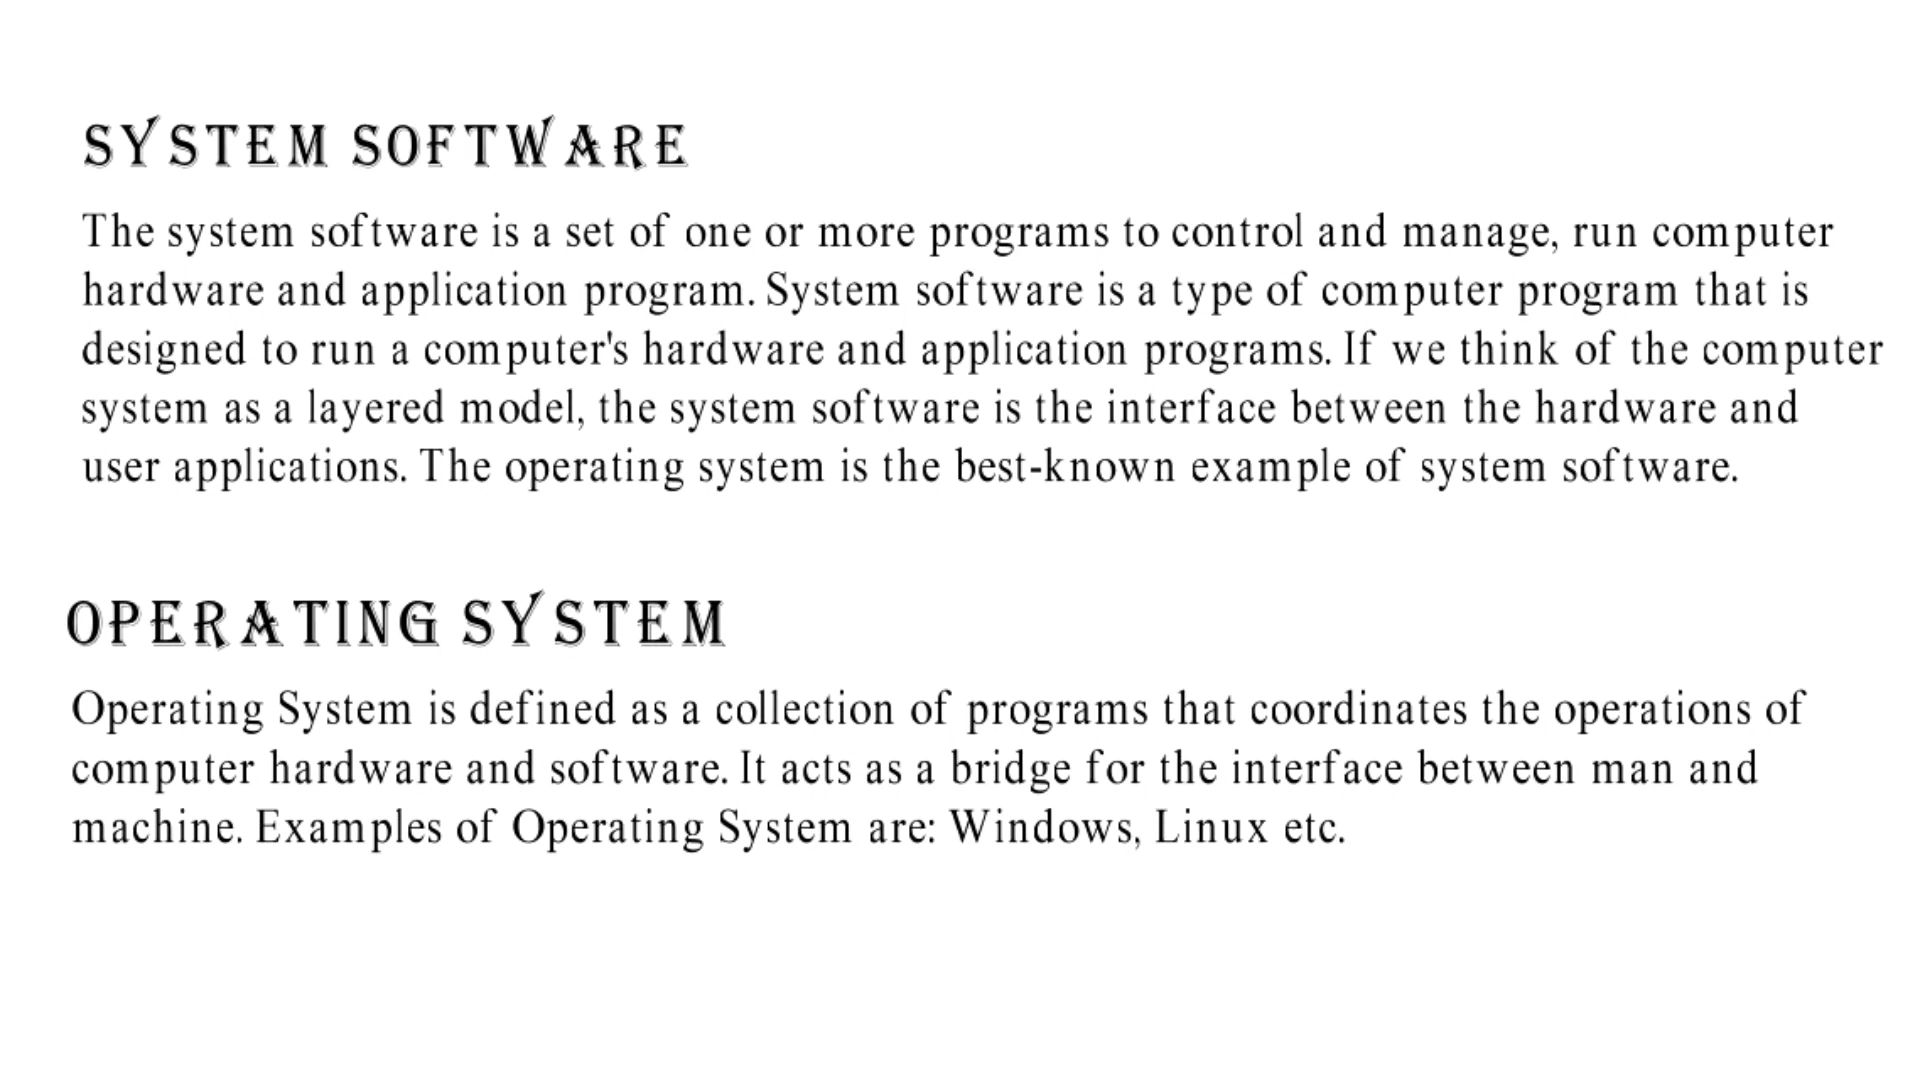 SYSTEM SOFTWARE
The system software is a set of one or more programs to control and manage, run computer
hardware and application program. System software is a type of computer program that is
designed to run a computer's hardware and application programs. If we think of the computer
system as a layered model, the system software is the interface between the hardware and
user applications. The operating system is the best-known example of system software.
OPERATING SYSTEM
Operating System is defined as a collection of programs that coordinates the operations of
computer hardware and software. It acts as a bridge for the interface between man and
machine. Examples of Operating System are: Windows, Linux etc.